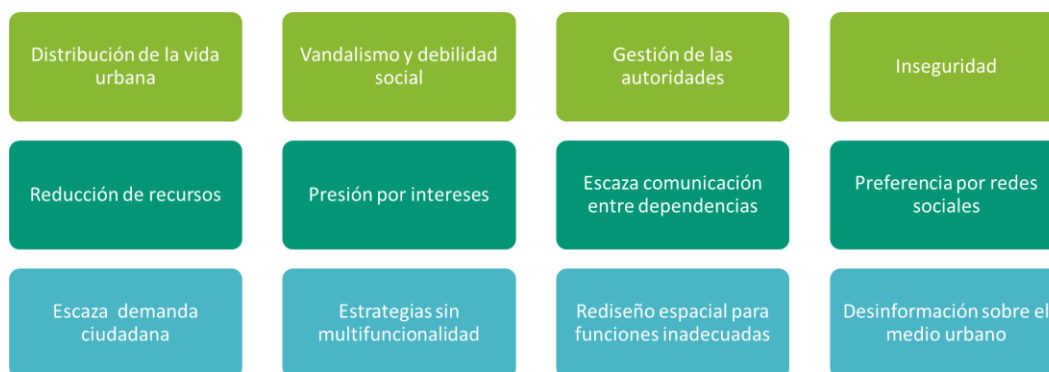 Distribución de la vida
urbana
Vandalismo y debilidad
social
Gestión de las
autoridades
Inseguridad
Reducción de recursos
Presión por intereses
Escaza comunicación
entre dependencias
Preferencia por redes
sociales
Escaza demanda
ciudadana
Estrategias sin
multifuncionalidad
Rediseño espacial para
funciones inadecuadas
Desinformación sobre el
medio urbano